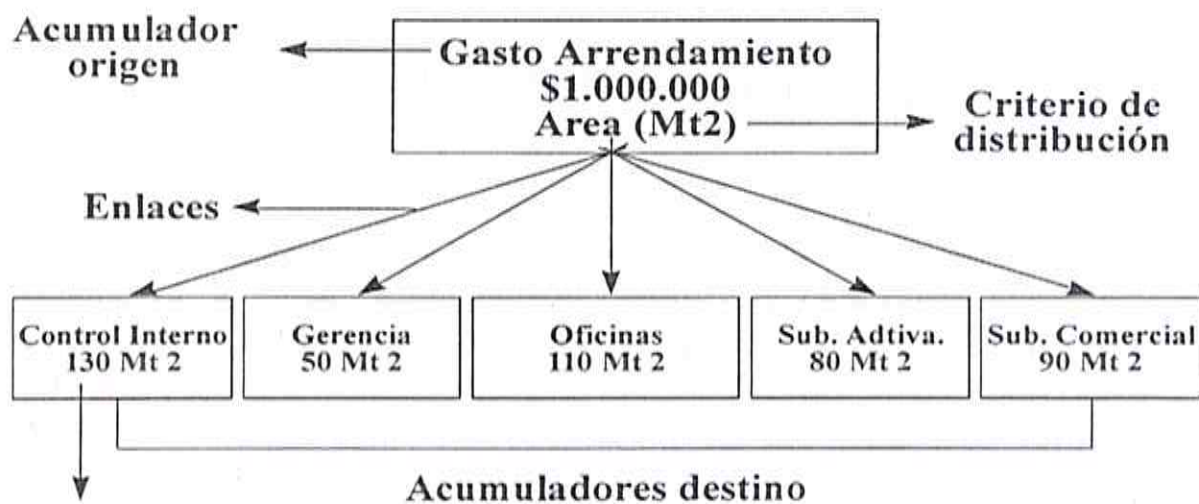 Acumulador
origen
Gasto Arrendamiento
$1.000.000
Area (Mt2)
Criterio de
distribución
Enlaces
Control Interno
130 Mt 2
Gerencia
50 Mt 2
Oficinas
110 Mt 2
Sub. Adtiva.
80 Mt 2
Sub. Comercial
90 Mt 2
Acumuladores destino